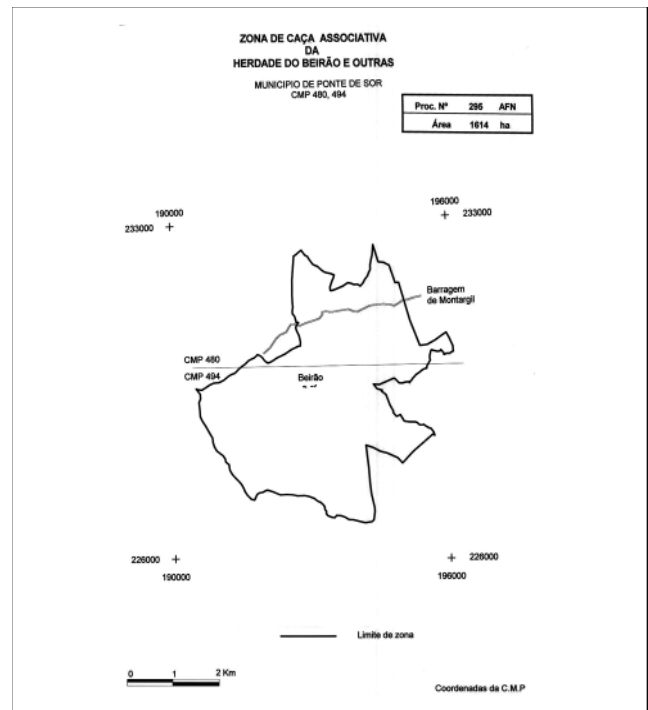 ZONA DE CAÇA ASSOCIATIVA
DA
HERDADE DO BEIRÃO E OUTRAS
MUNICIPIO DE PONTE DE SOR
CMP 480, 494
Proc. Nº 295 AFN
Área 1614 ha
190000
233000
196000
233000
Barragem
de Montargil
CMP 480
CMP 494
Beirão
226000
190000
226000
196000
Limite de zona
0 1 2 Km
Coordenadas da C.M.P